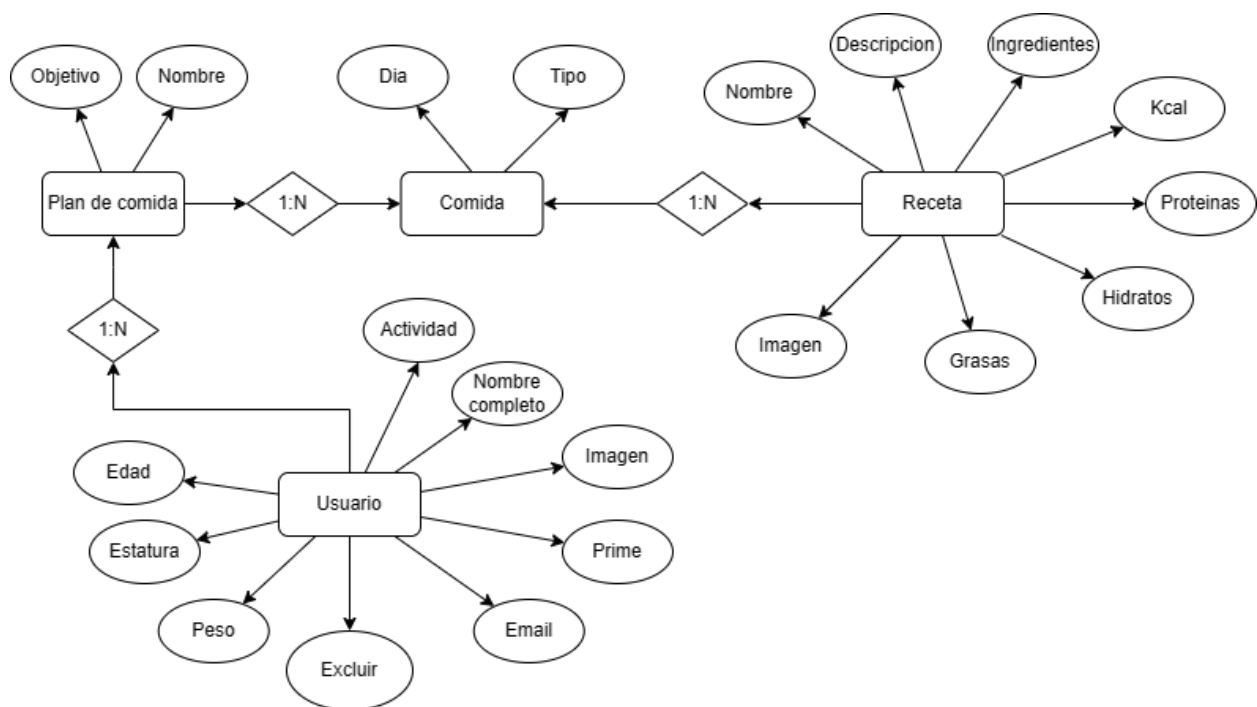 Objetivo
Nombre
Dia
Tipo
Descripcion
Ingredientes
Nombre
Kcal
Plan de comida
1:N
Comida
1:N
Receta
Proteinas
Hidratos
Imagen
Grasas
1:N
Actividad
Nombre
completo
Imagen
Edad
Usuario
Estatura
Prime
Peso
Excluir
Email